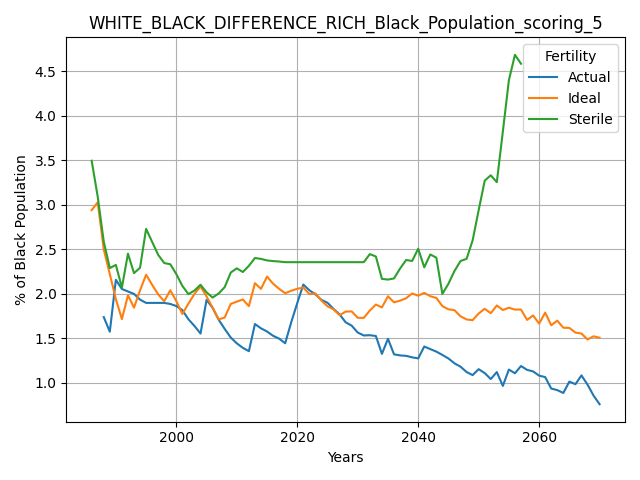 WHITE_BLACK_DIFFERENCE_RICH_Black_Population_scoring_5
Fertility
Actual
Ideal
Sterile
% of Black Population
4.5
4.0
3.5
3.0
2.5
2.0
1.5
1.0
2000
2020
2040
2060
Years